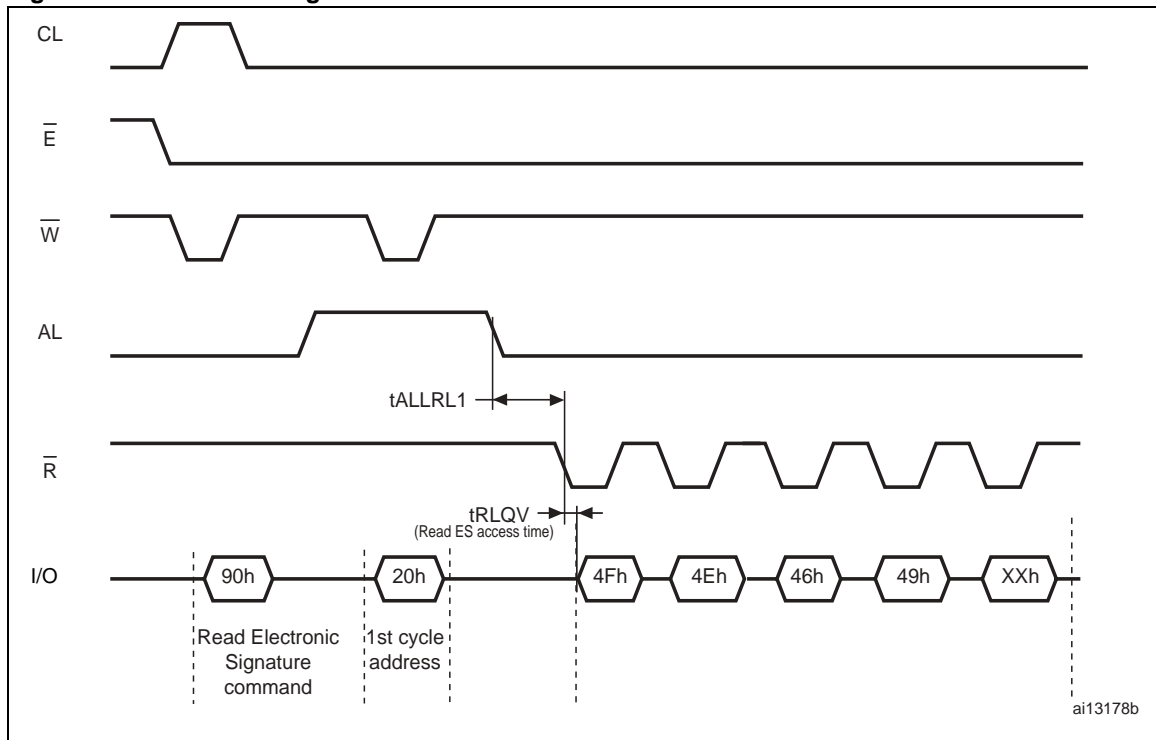 CL
E
W
AL
tALLRL1
R
tRLQV
(Read ES access time)
I/O
90h
20h
4Fh
4Eh
46h
49h
XXh
Read Electronic
Signature
command
1st cycle
address
ai13178b